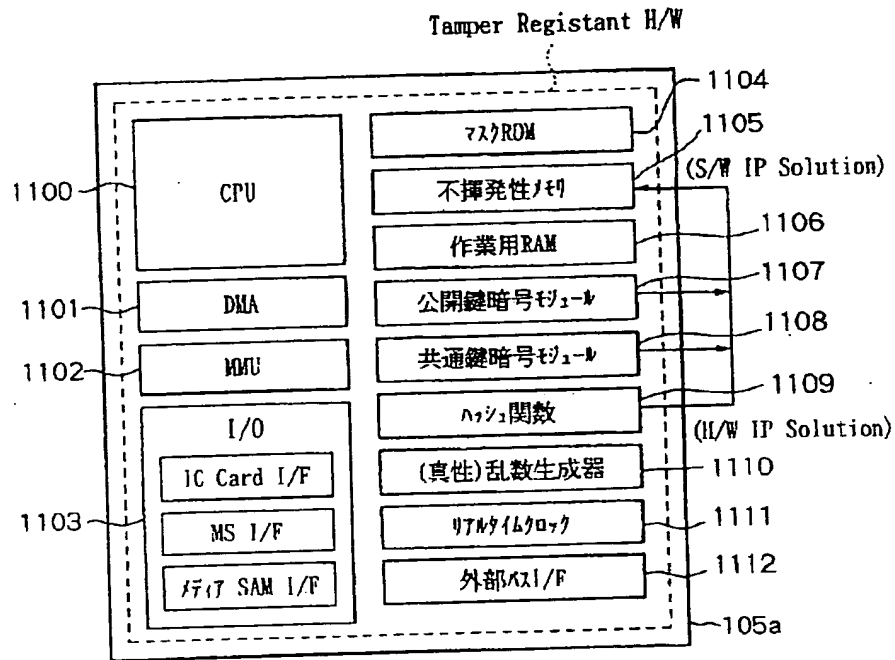 Tamper Registant H/W
1100
CPU
1101
DMA
1102
MMU
1103
I/O
IC Card I/F
MS I/F
ﾒﾃﾞｨｱ SAM I/F
ﾏｽｸROM
1104
不揮発性ﾒﾓﾘ
1105
(S/W IP Solution)
作業用RAM
1106
公開鍵暗号ﾓｼﾞｭｰﾙ
1107
共通鍵暗号ﾓｼﾞｭｰﾙ
1108
ﾊｯｼｭ関数
1109
(H/W IP Solution)
(真性)乱数生成器
1110
ﾘｱﾙﾀｲﾑｸﾛｯｸ
1111
外部ﾊﾞｽI/F
1112
105a